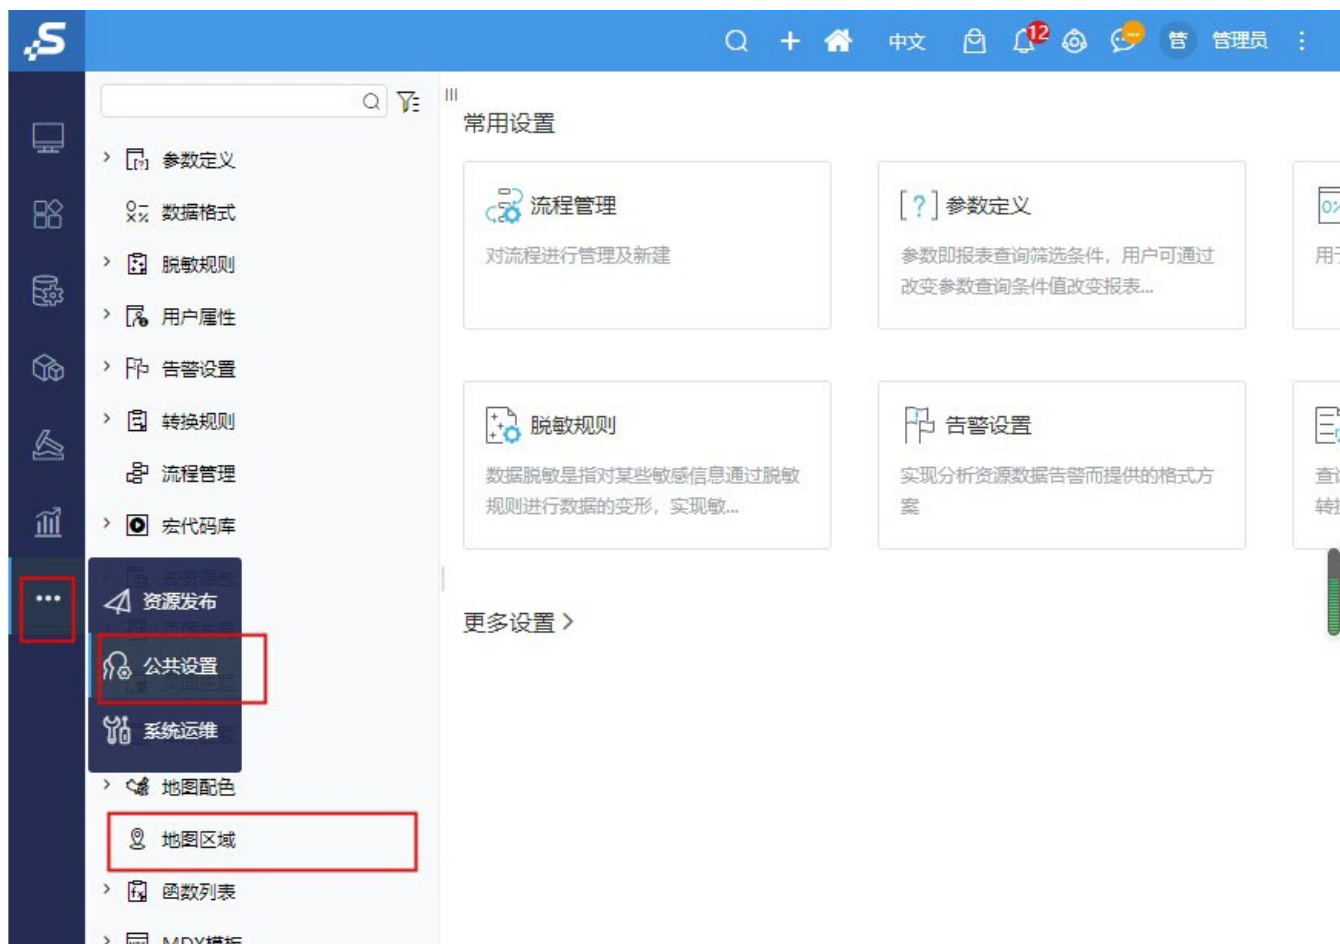 S
中文
12
管
管理员
常用设置
参数定义
数据格式
脱敏规则
用户属性
告警设置
转换规则
流程管理
宏代码库
资源发布
公共设置
系统运维
地图配色
地图区域
函数列表
MDX模板
流程管理
对流程进行管理及新建
参数定义
参数即报表查询筛选条件，用户可通过
改变参数查询条件值改变报表...
用于
脱敏规则
数据脱敏是指对某些敏感信息通过脱敏
规则进行数据的变形，实现敏...
告警设置
实现分析资源数据告警而提供的格式方
案
更多设置